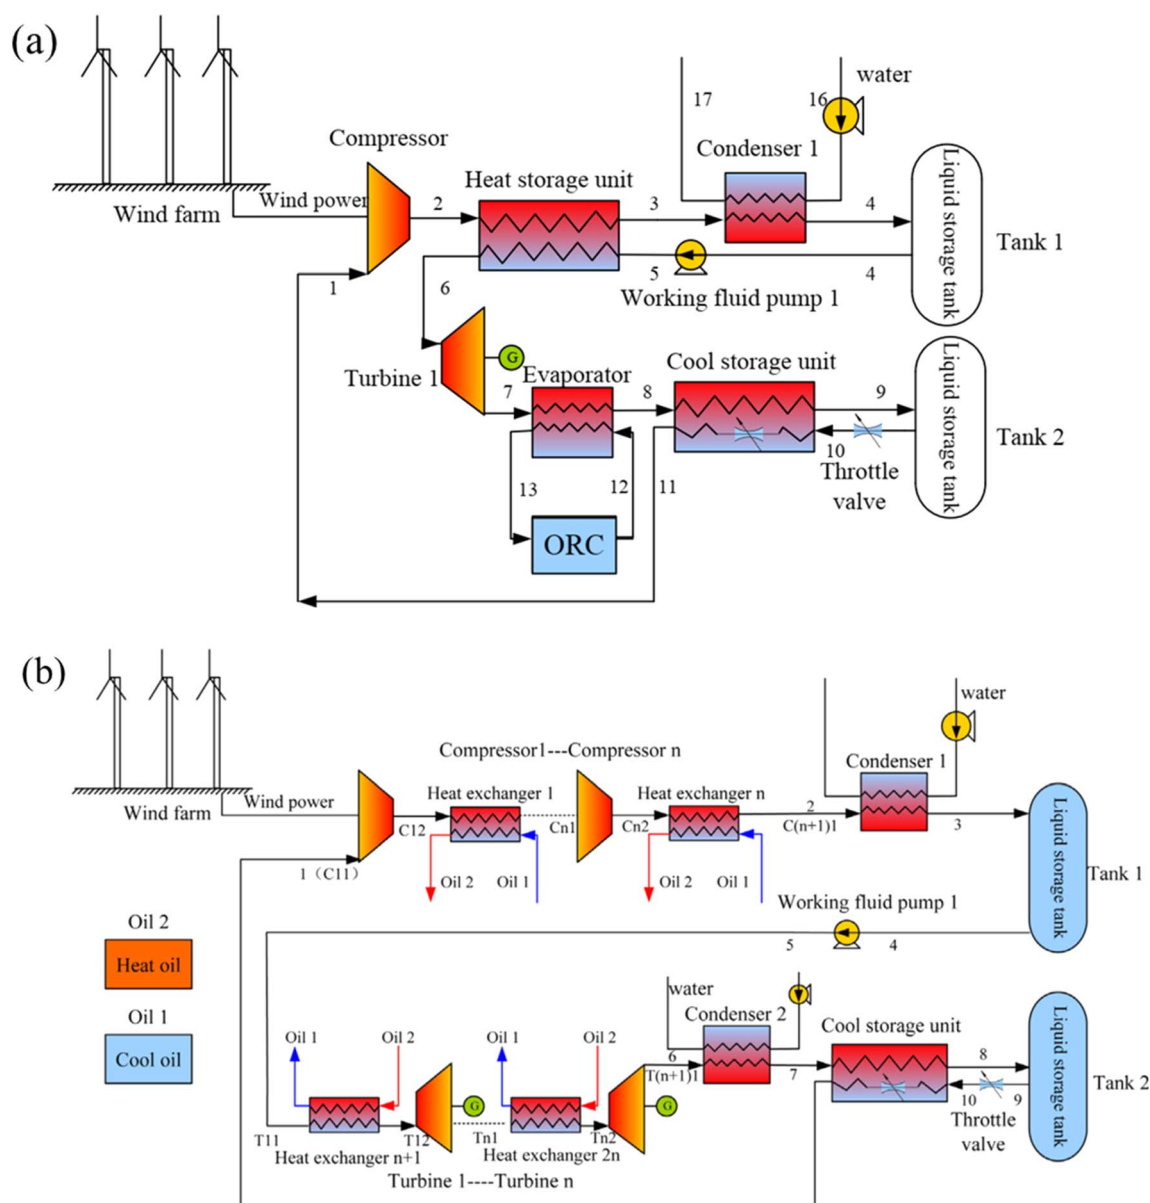 (a)
water
17
16
Compressor
Condenser 1
Heat storage unit
Wind farm
Wind power
2
3
4
Liquid storage tank
Tank 1
1
6
5
4
Working fluid pump 1
G
Turbine 1
Evaporator
Cool storage unit
7
8
9
Liquid storage tank
Tank 2
10
Throttle
valve
13
12
11
ORC
(b)
water
Compressor1---Compressor n
Condenser 1
Wind farm
Wind power
Heat exchanger 1
Heat exchanger n
C12
Cn1
Cn2
2
C(n+1)1
3
Liquid storage tank
Tank 1
1（C11）
Oil 2
Oil 1
Oil 2
Oil 1
Working fluid pump 1
5
4
Oil 2
Heat oil
Oil 1
Cool oil
water
Condenser 2
Cool storage unit
Oil 1
Oil 2
Oil 1
Oil 2
6
T(n+1)1
7
8
Liquid storage tank
Tank 2
10
9
Throttle
valve
G
G
T11
T12
Tn1
Tn2
Heat exchanger n+1
Heat exchanger 2n
Turbine 1----Turbine n